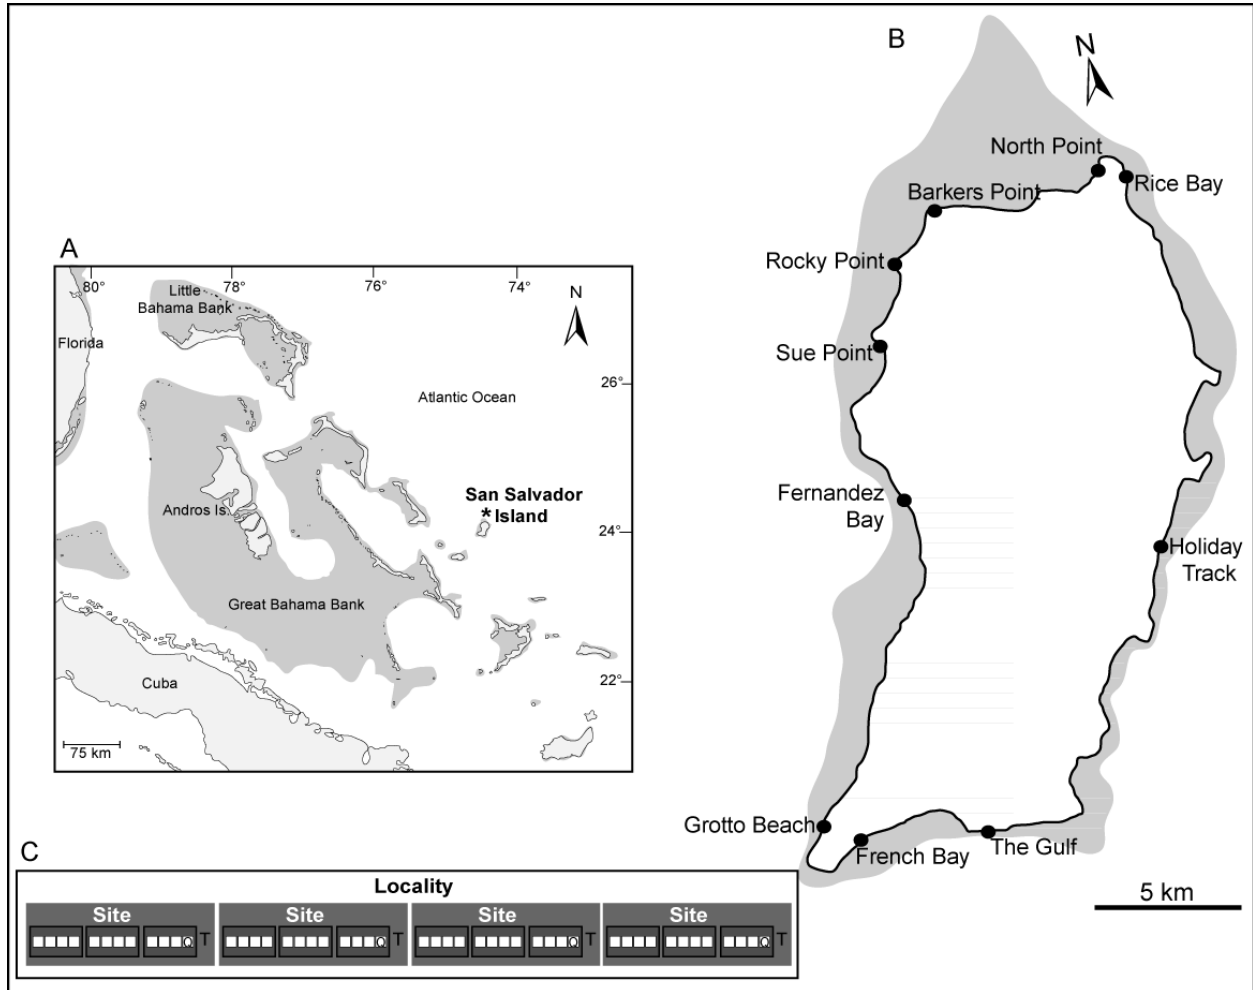 B
N
North Point
Rice Bay
Barkers Point
Rocky Point
Sue Point
Fernandez
Bay
Holiday
Track
Grotto Beach
French Bay
The Gulf
5 km
A
80°
78°
76°
74°
N
Little
Bahama Bank
Florida
26°
Atlantic Ocean
San Salvador
* Island
Andros Is.
24°
Great Bahama Bank
Cuba
22°
75 km
C
Locality
Site Site Site Site
Q T Q T Q T Q T